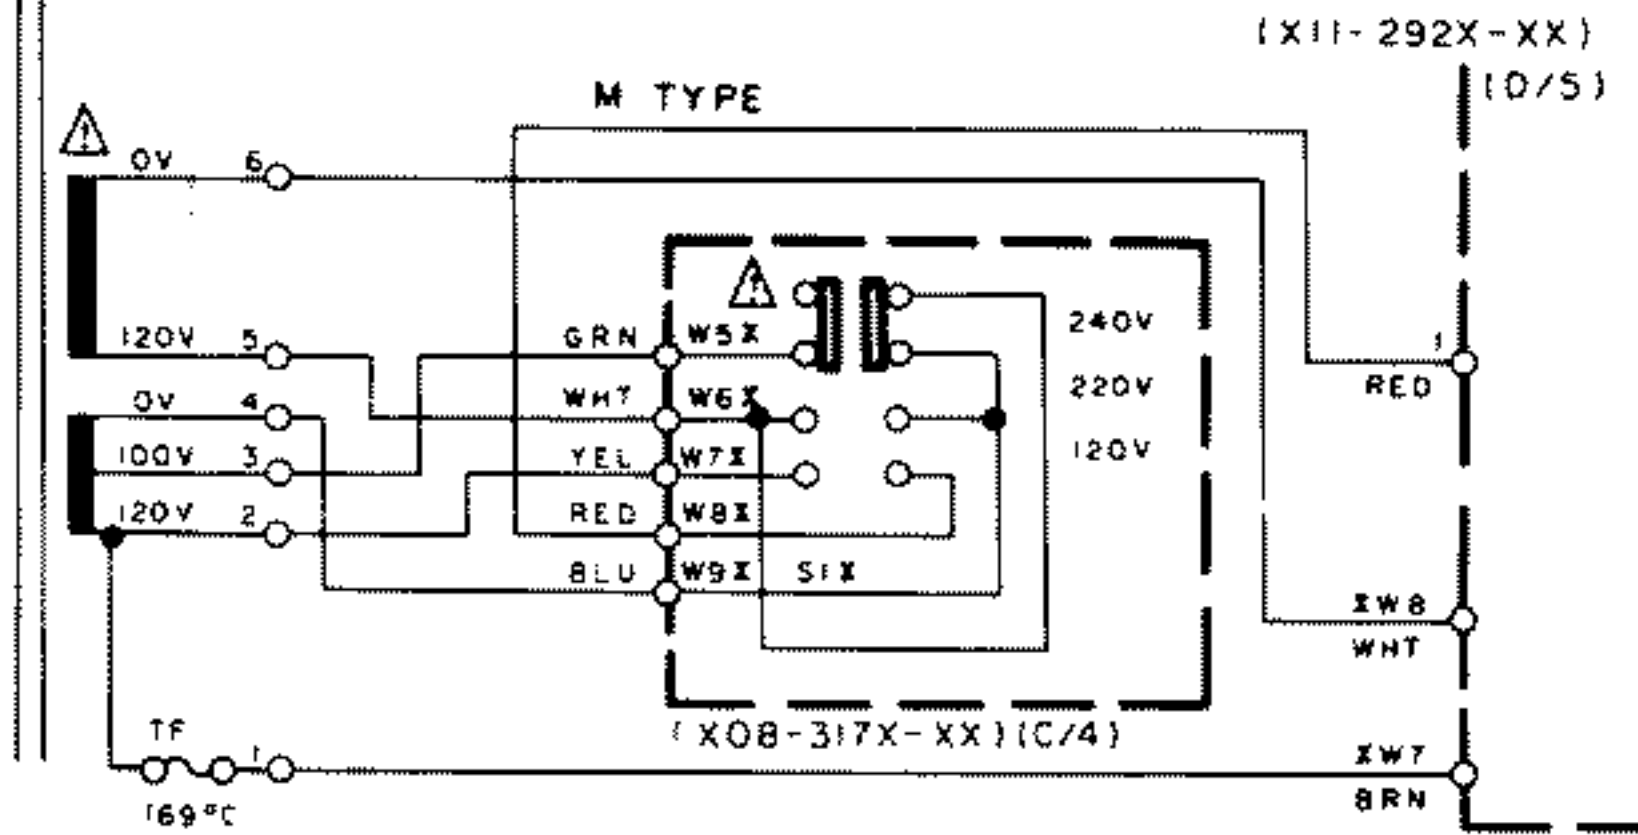 (X11-292X-XX)
(D/5)
M TYPE
0V 6
120V 5
0V 4
100V 3
120V 2
GRN W5X
WHT W6X
YEL W7X
RED W8X
BLU W9X S1X
240V
220V
120V
1
RED
XW8
WHT
(X08-317X-XX)(C/4)
TF 1
169°C
XW7
BRN